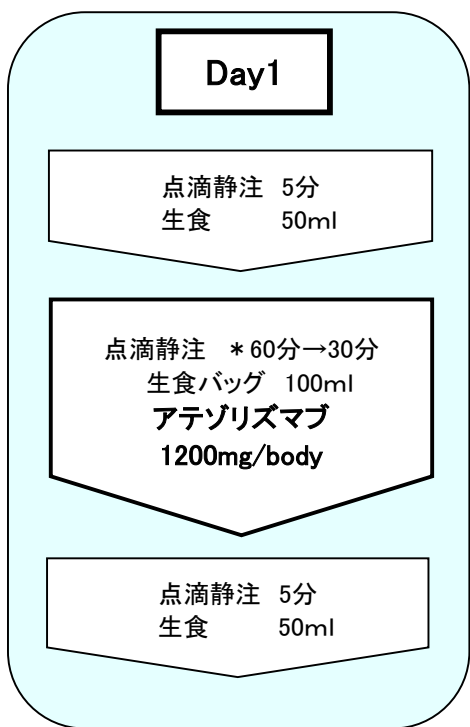 Day1
点滴静注 5分
生食 50ml
点滴静注 *60分→30分
生食バッグ 100ml
アテゾリズマブ
1200mg/body
点滴静注 5分
生食 50ml